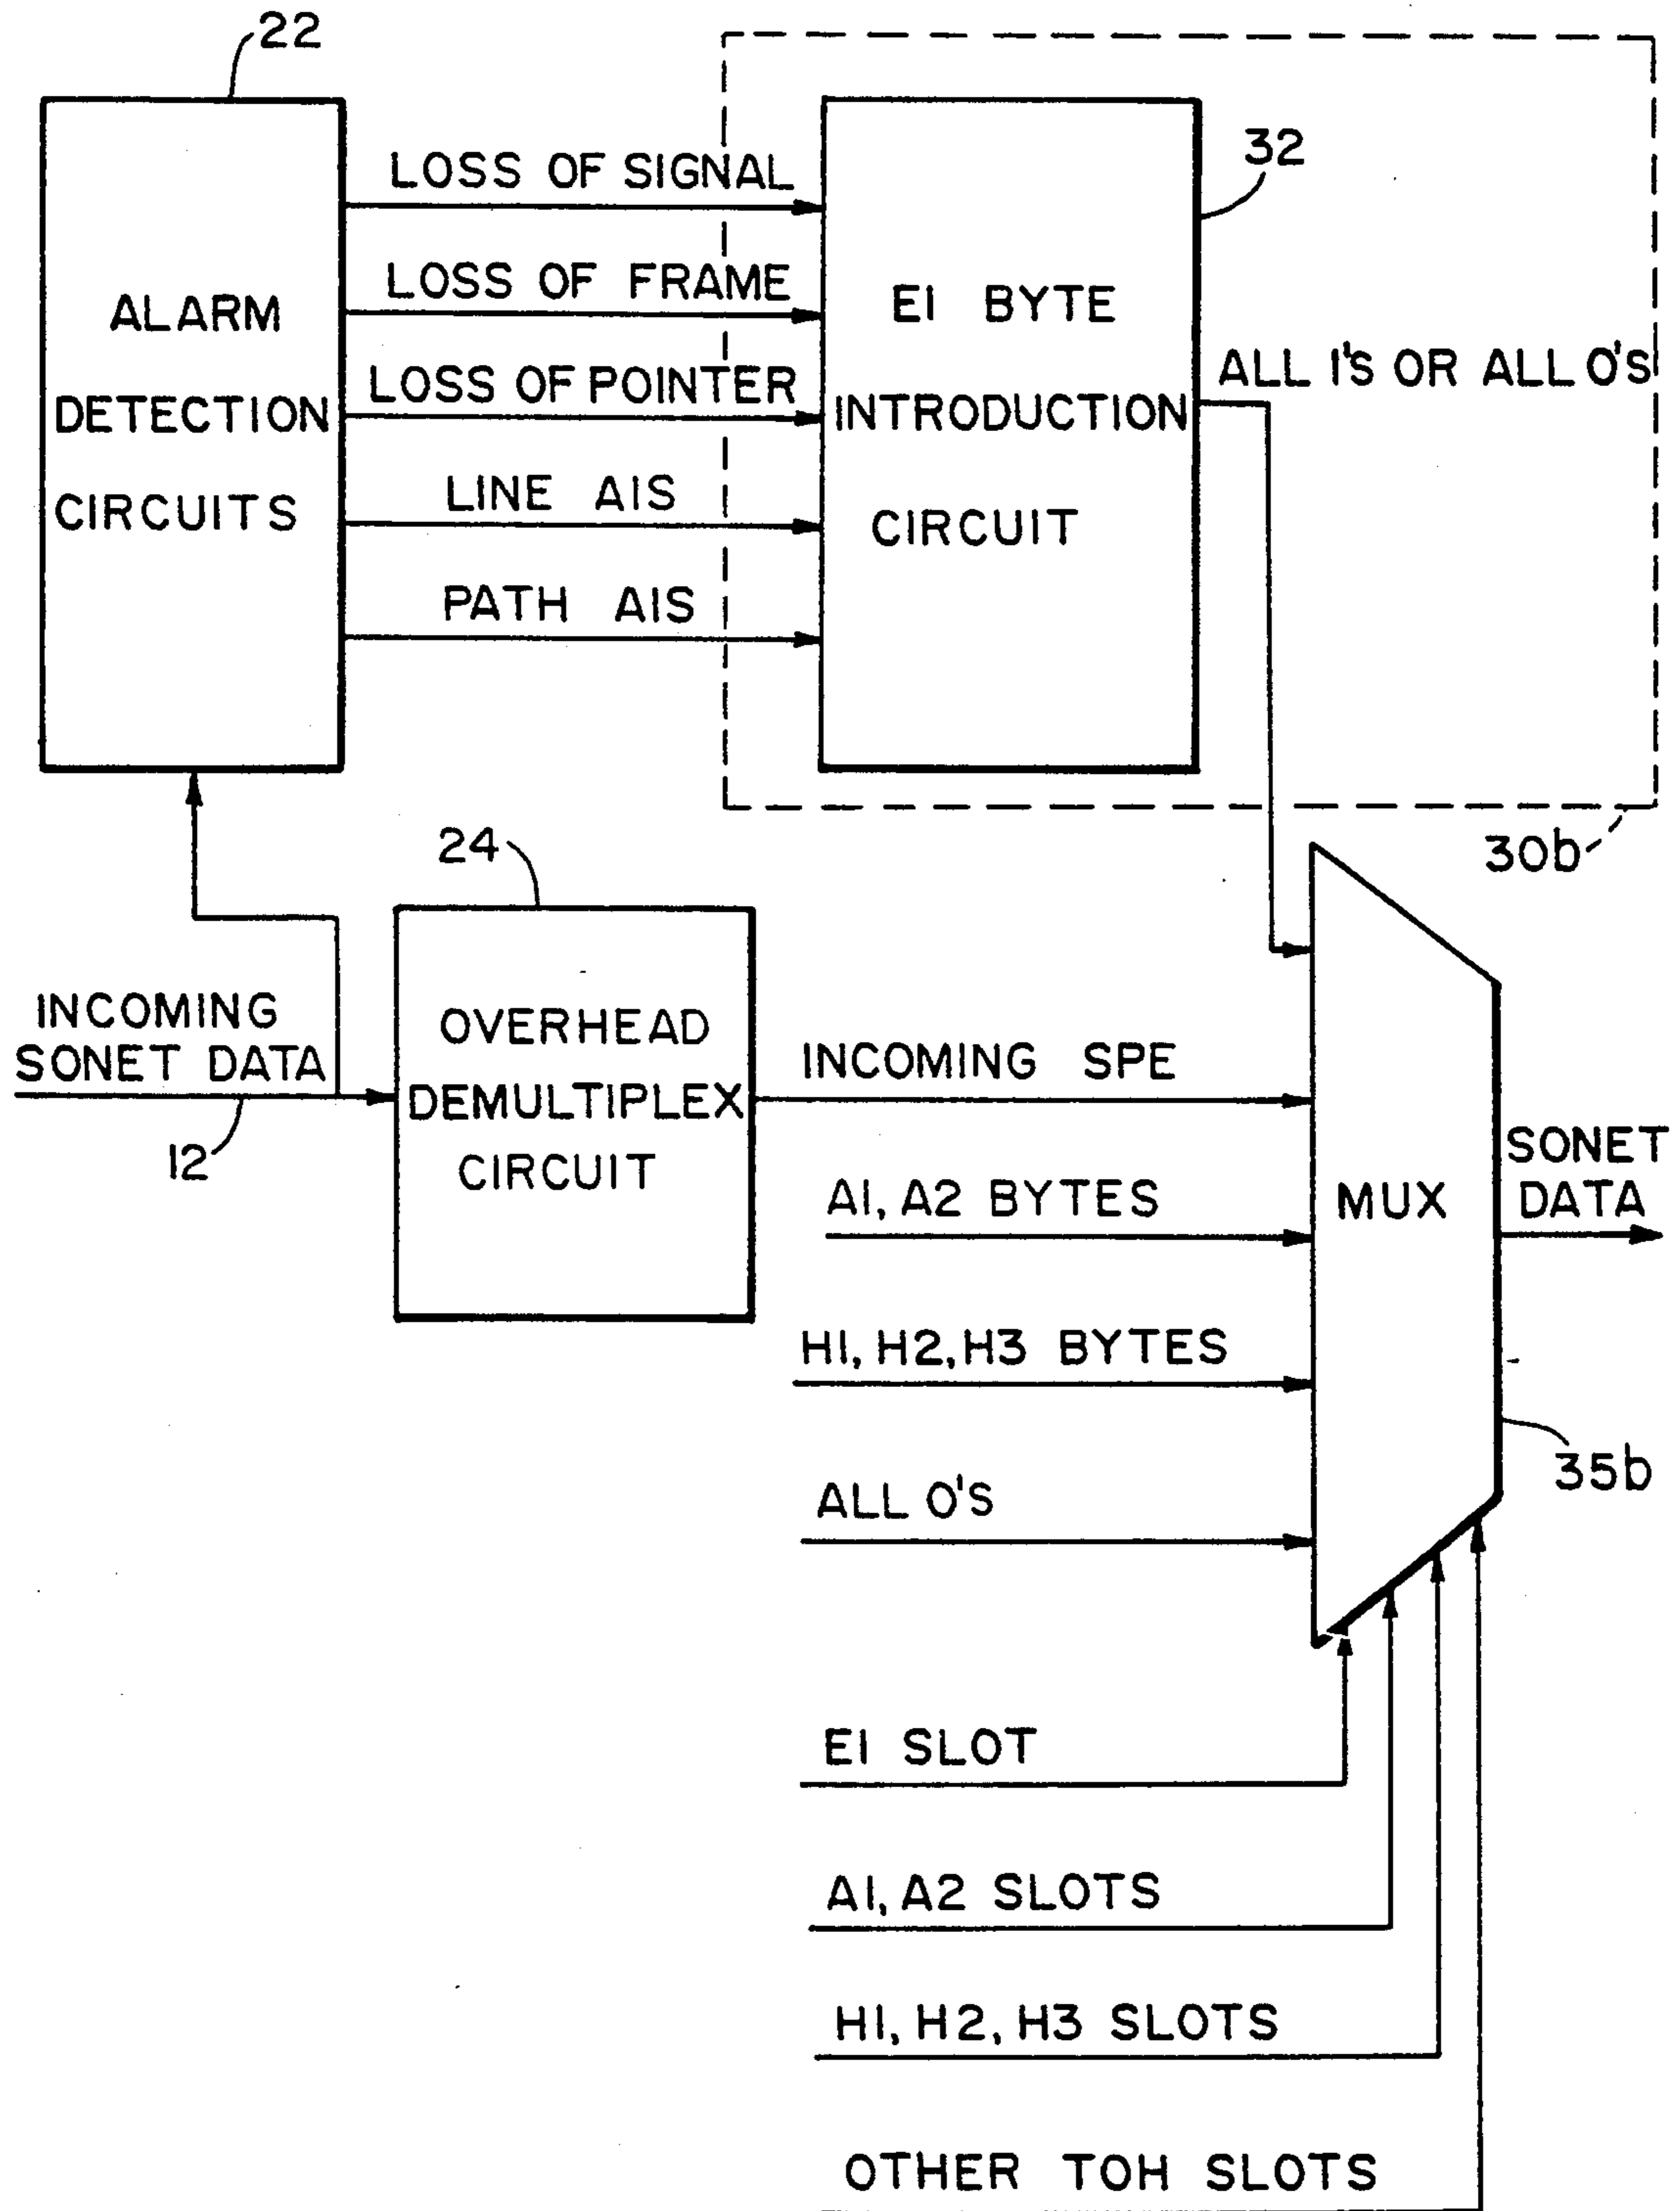 22
LOSS OF SIGNAL
32
LOSS OF FRAME
ALARM
DETECTION
CIRCUITS
E1 BYTE
INTRODUCTION
CIRCUIT
ALL 1'S OR ALL 0'S
LOSS OF POINTER
LINE AIS
PATH AIS
30b
24
INCOMING
SONET DATA
12
OVERHEAD
DEMULTIPLEX
CIRCUIT
INCOMING SPE
A1, A2 BYTES
MUX
SONET
DATA
H1, H2, H3 BYTES
35b
ALL 0'S
E1 SLOT
A1, A2 SLOTS
H1, H2, H3 SLOTS
OTHER TOH SLOTS